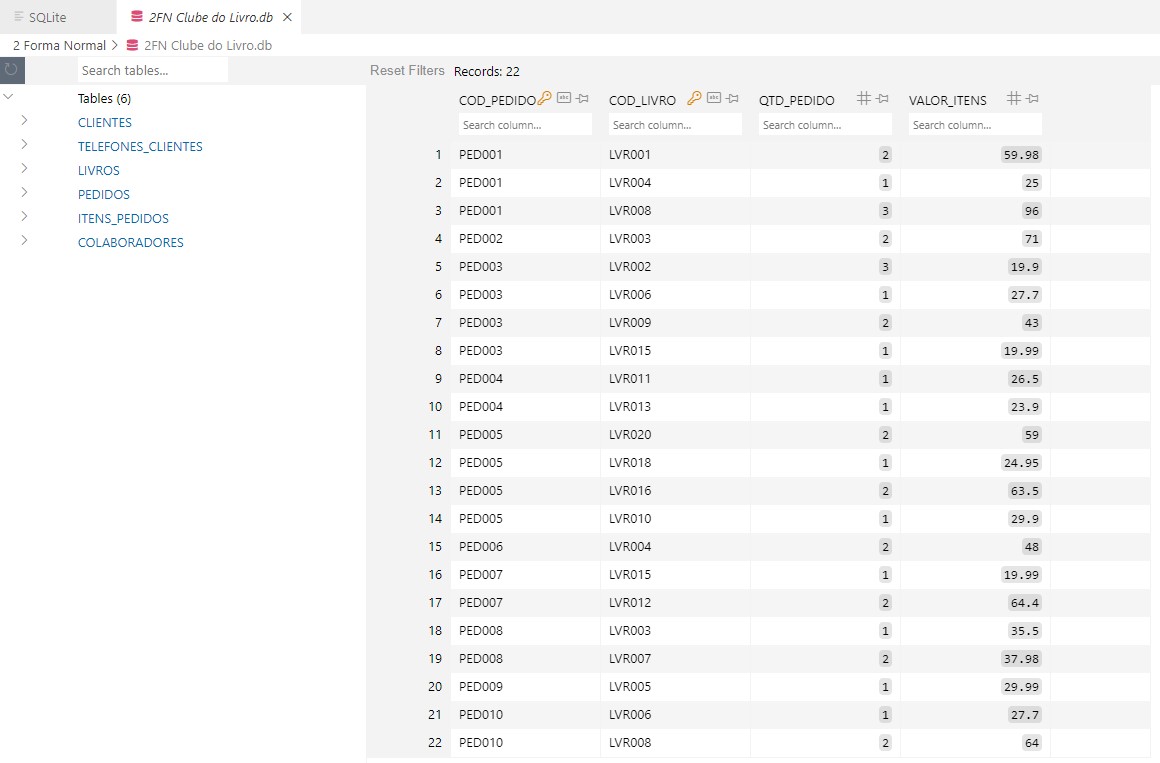 SQLite 2FN Clube do Livro.db
2 Forma Normal 2FN Clube do Livro.db
Search tables... Reset Filters Records: 22
Tables (6)
CLIENTES
TELEFONES_CLIENTES
LIVROS
PEDIDOS
ITENS_PEDIDOS
COLABORADORES
COD_PEDIDO abc COD_LIVRO abc QTD_PEDIDO VALOR_ITENS
Search column... Search column... Search column... Search column...
1 PED001 LVR001 2 59.98
2 PED001 LVR004 1 25
3 PED001 LVR008 3 96
4 PED002 LVR003 2 71
5 PED003 LVR002 3 19.9
6 PED003 LVR006 1 27.7
7 PED003 LVR009 2 43
8 PED003 LVR015 1 19.99
9 PED004 LVR011 1 26.5
10 PED004 LVR013 1 23.9
11 PED005 LVR020 2 59
12 PED005 LVR018 1 24.95
13 PED005 LVR016 2 63.5
14 PED005 LVR010 1 29.9
15 PED006 LVR004 2 48
16 PED007 LVR015 1 19.99
17 PED007 LVR012 2 64.4
18 PED008 LVR003 1 35.5
19 PED008 LVR007 2 37.98
20 PED009 LVR005 1 29.99
21 PED010 LVR006 1 27.7
22 PED010 LVR008 2 64